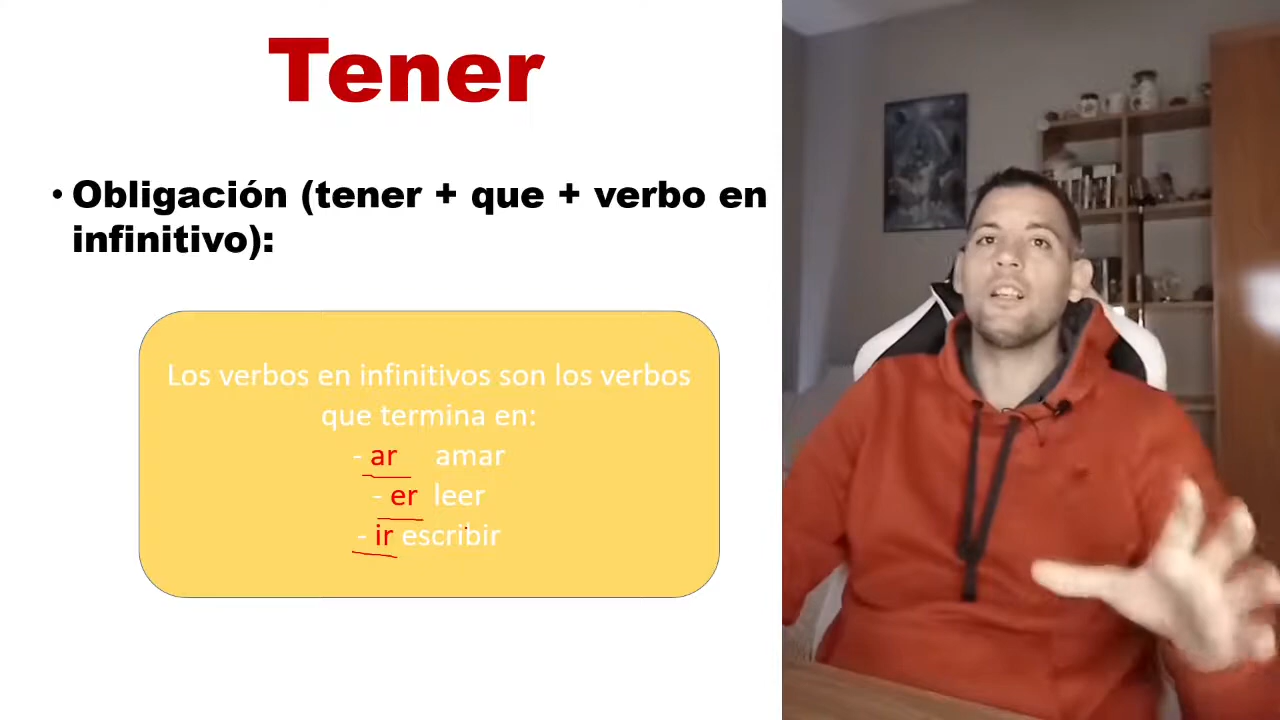 Tener
• Obligación (tener + que + verbo en
infinitivo):
Los verbos en infinitivos son los verbos
que termina en:
- ar amar
- er leer
- ir escribir